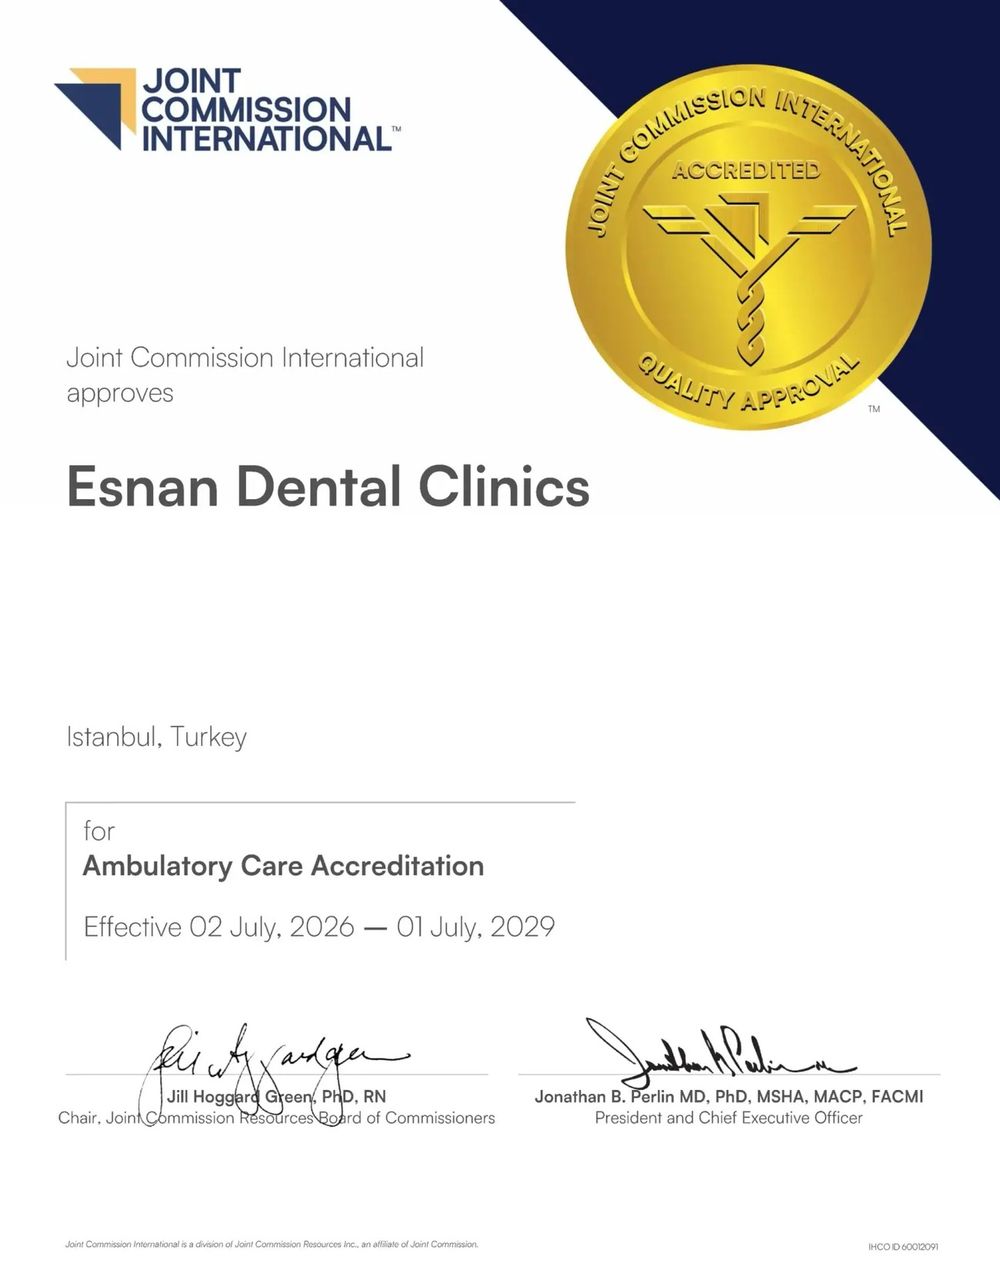 JOINT
COMMISSION
INTERNATIONAL™
JOINT COMMISSION INTERNATIONAL
ACCREDITED
QUALITY APPROVAL
TM
Joint Commission International
approves
Esnan Dental Clinics
Istanbul, Turkey
for
Ambulatory Care Accreditation
Effective 02 July, 2026 — 01 July, 2029
Jill Hoggard Green, PhD, RN
Chair, Joint Commission Resources Board of Commissioners
Jonathan B. Perlin MD, PhD, MSHA, MACP, FACMI
President and Chief Executive Officer
Joint Commission International is a division of Joint Commission Resources Inc., an affiliate of Joint Commission.
IHCO ID 60012091